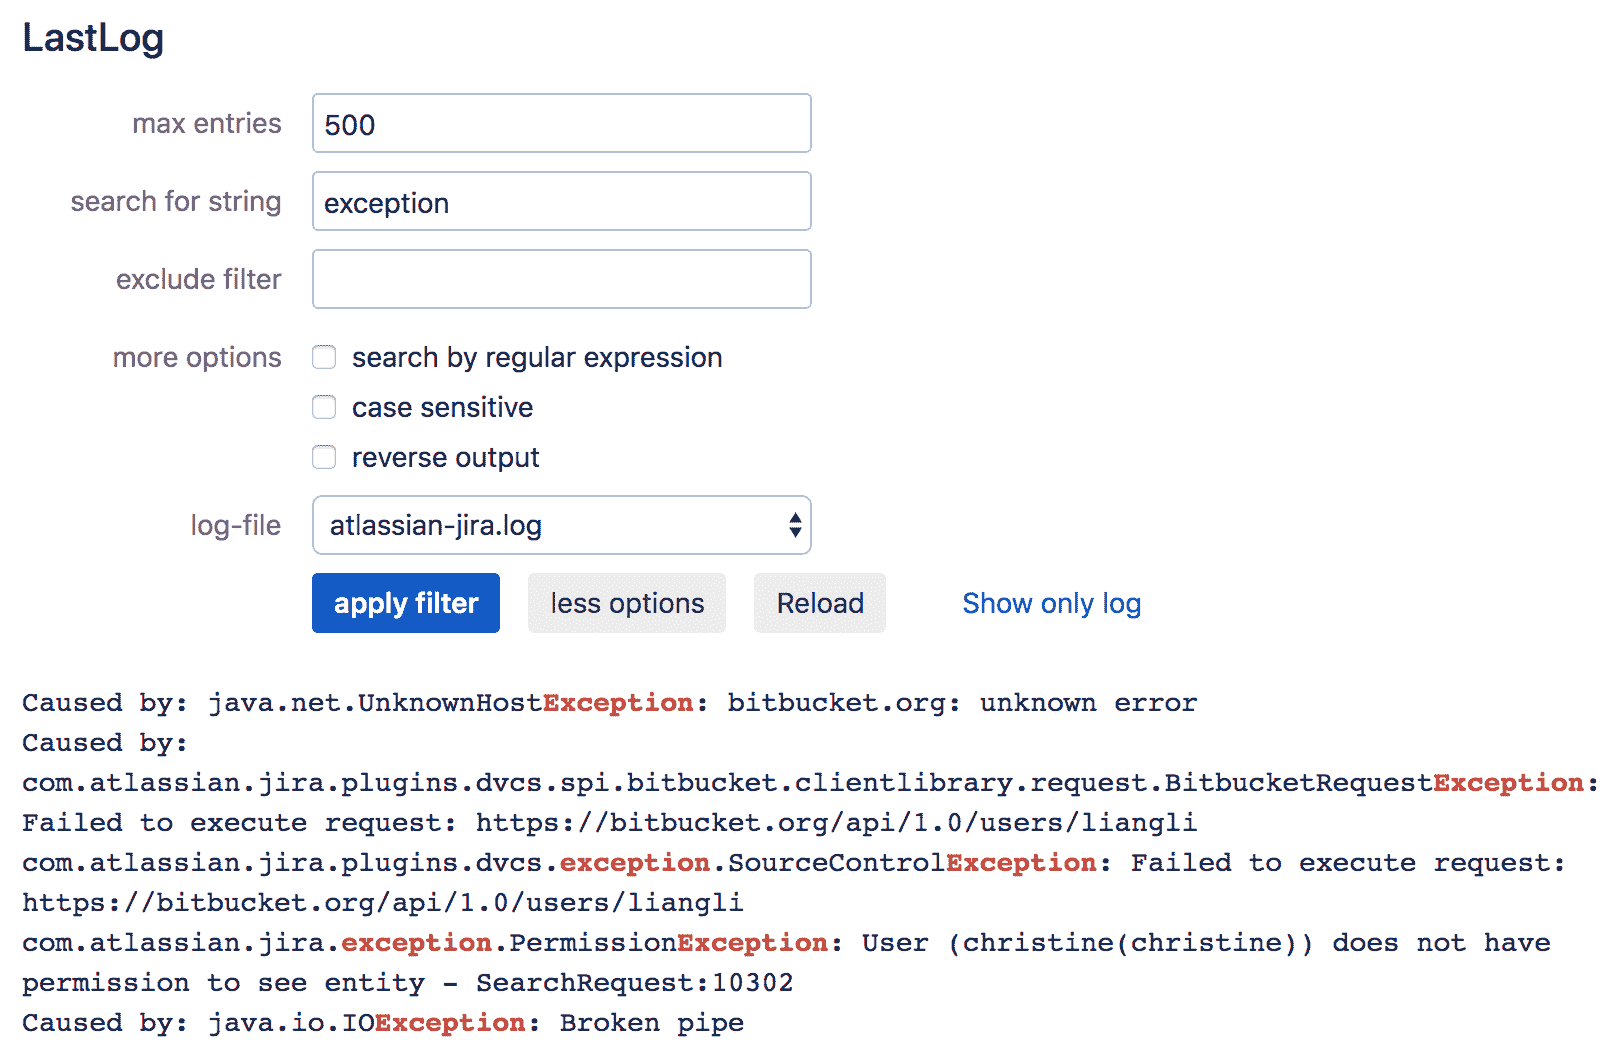 LastLog
max entries 500
search for string exception
exclude filter
more options search by regular expression
case sensitive
reverse output
log-file atlassian-jira.log
apply filter less options Reload Show only log
Caused by: java.net.UnknownHostException: bitbucket.org: unknown error
Caused by:
com.atlassian.jira.plugins.dvcs.spi.bitbucket.clientlibrary.request.BitbucketRequestException:
Failed to execute request: https://bitbucket.org/api/1.0/users/liangli
com.atlassian.jira.plugins.dvcs.exception.SourceControlException: Failed to execute request:
https://bitbucket.org/api/1.0/users/liangli
com.atlassian.jira.exception.PermissionException: User (christine(christine)) does not have
permission to see entity - SearchRequest:10302
Caused by: java.io.IOException: Broken pipe